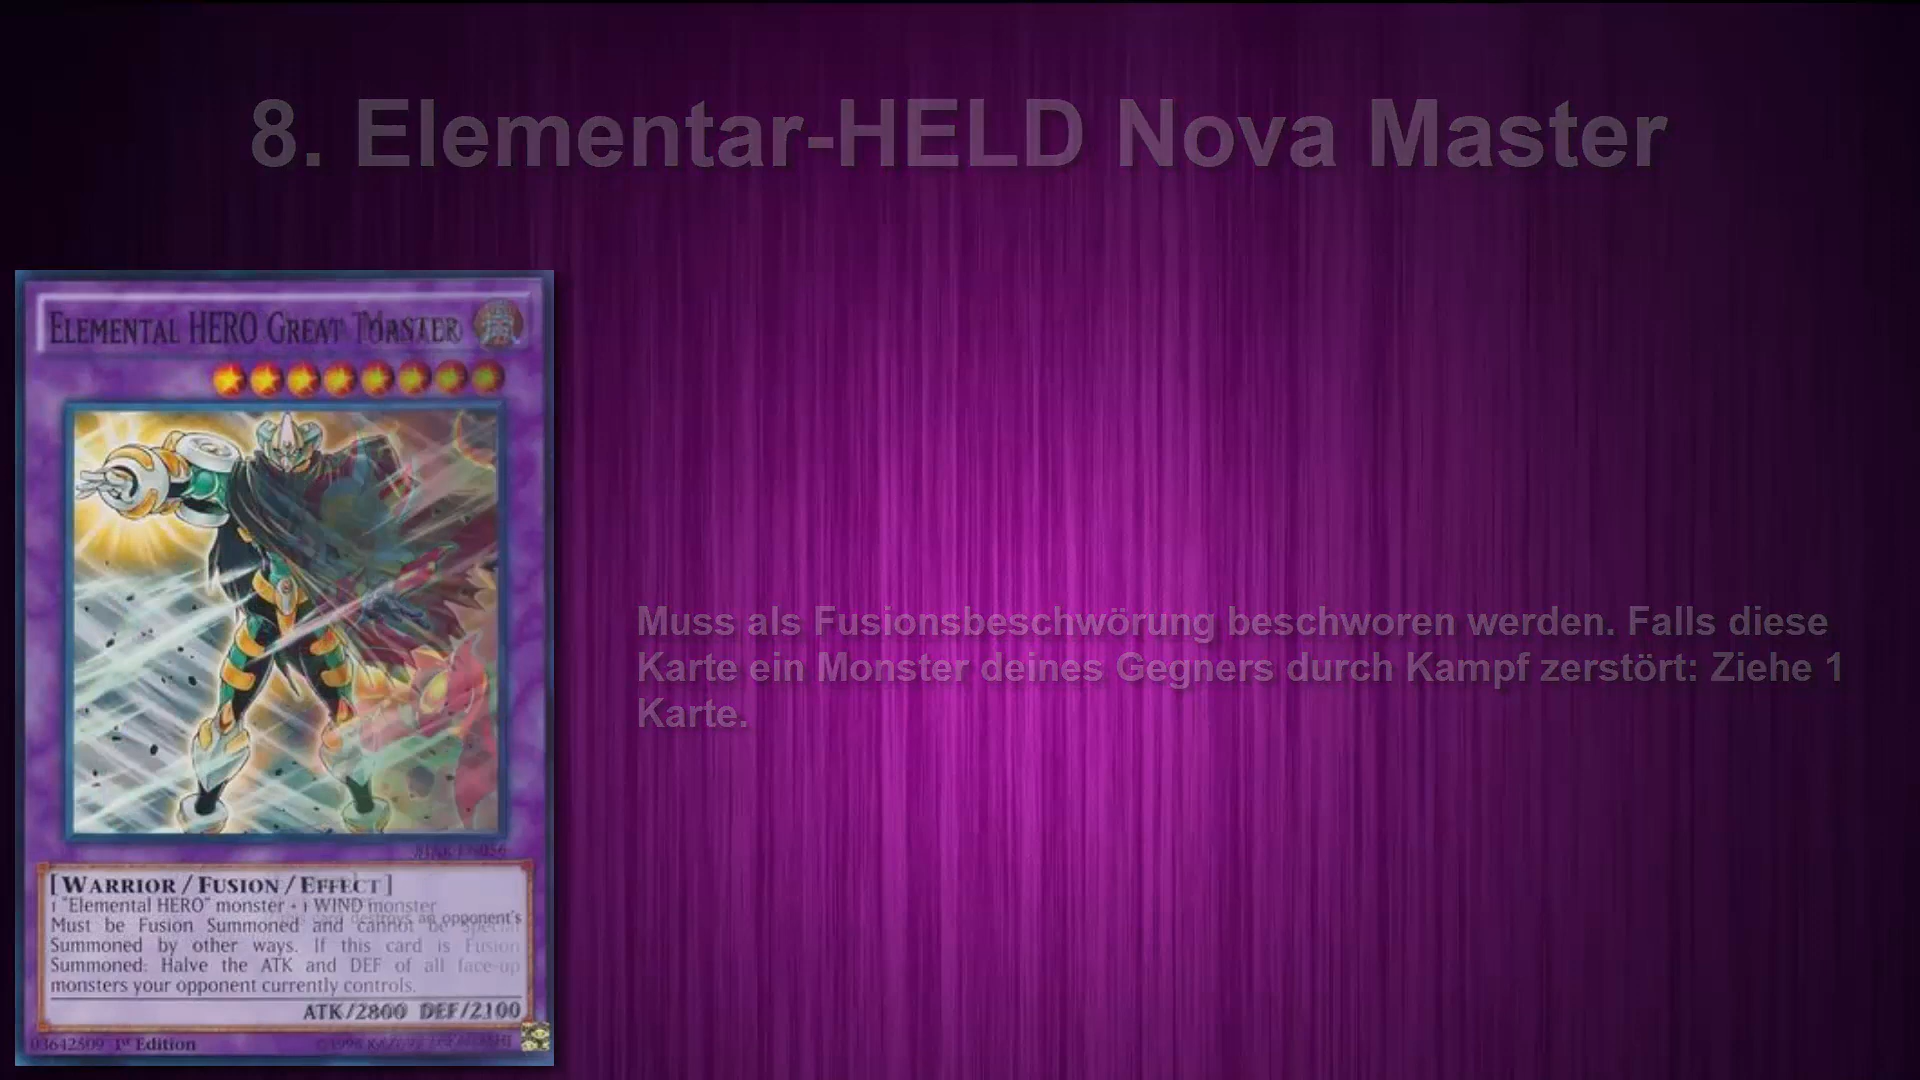 8. Elementar-HELD Nova Master
ELEMENTAL HERO GREAT
Muss als Fusionsbeschwörung beschworen werden. Falls diese
Karte ein Monster deines Gegners durch Kampf zerstört: Ziehe 1
Karte.
[WARRIOR/FUSION/EFFECT]
1 "Elemental HERO" monster + 1 WIND monster
Must be Fusion Summoned and cannot be Special
Summoned by other ways. If this card is Fusion
Summoned: Halve the ATK and DEF of all face-up
monsters your opponent currently controls.
ATK/2800 DEF/2100
03642509 1st Edition